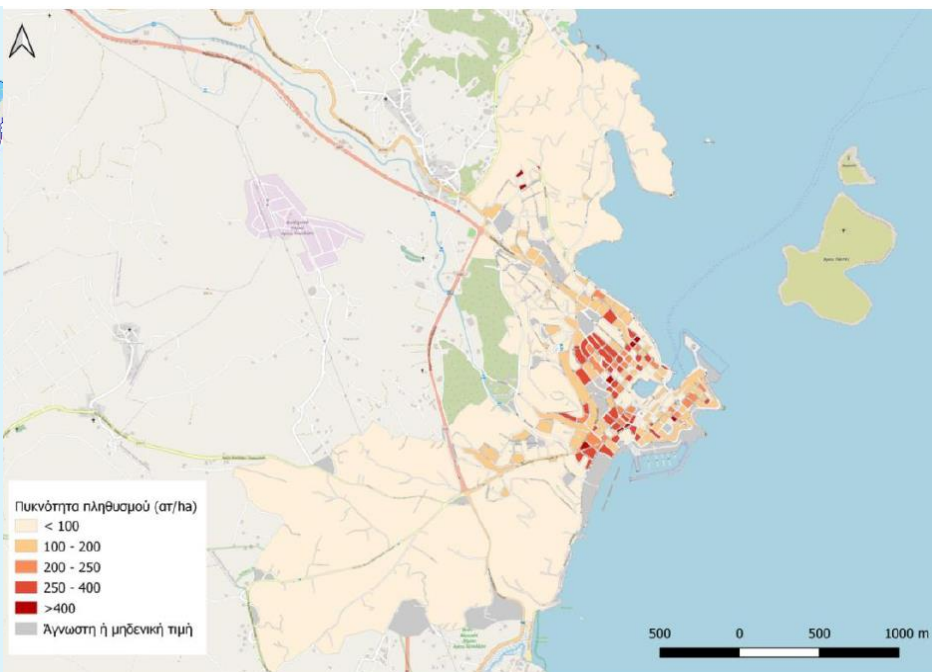 Πυκνότητα πληθυσμού (ατ/ha)
< 100
100 - 200
200 - 250
250 - 400
>400
Άγνωστη ή μηδενική τιμή
500 0 500 1000 m